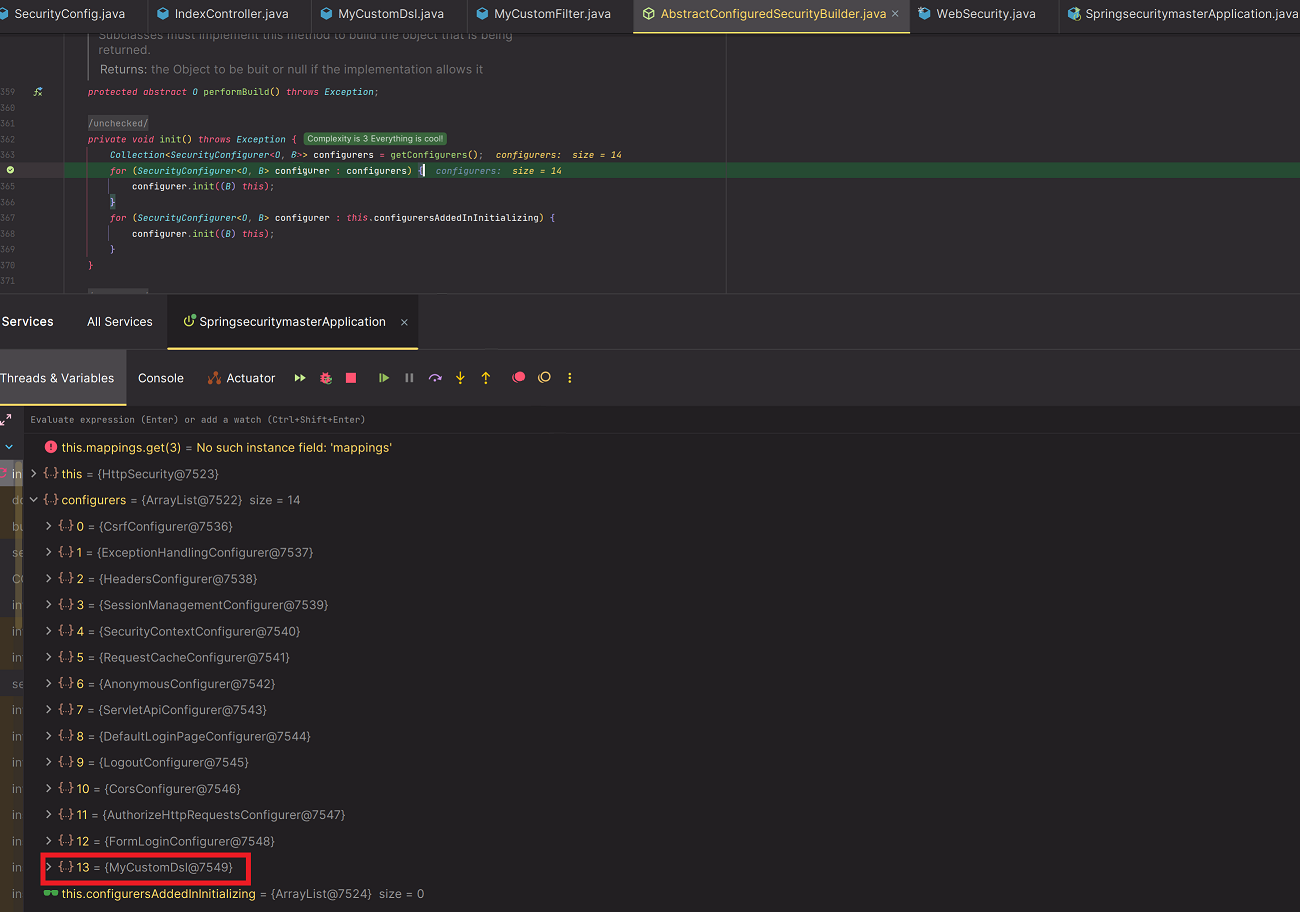 SecurityConfig.java IndexController.java MyCustomDsl.java MyCustomFilter.java AbstractConfiguredSecurityBuilder.java × WebSecurity.java SpringsecuritymasterApplication.java
Subclasses must implement this method to build the object that is being
returned.
Returns: the Object to be buit or null if the implementation allows it
359 protected abstract O performBuild() throws Exception;
360
361 /unchecked/
362 private void init() throws Exception { Complexity is 3 Everything is cool!
363 Collection<SecurityConfigurer<O, B>> configurers = getConfigurers(); configurers: size = 14
for (SecurityConfigurer<O, B> configurer : configurers) { configurers: size = 14
365 configurer.init((B) this);
366 }
367 for (SecurityConfigurer<O, B> configurer : this.configurersAddedInInitializing) {
368 configurer.init((B) this);
369 }
370 }
371
Services All Services SpringsecuritymasterApplication ×
Threads & Variables Console Actuator
Evaluate expression (Enter) or add a watch (Ctrl+Shift+Enter)
this.mappings.get(3) = No such instance field: 'mappings'
in this = {HttpSecurity@7523}
configurers = {ArrayList@7522} size = 14
0 = {CsrfConfigurer@7536}
1 = {ExceptionHandlingConfigurer@7537}
2 = {HeadersConfigurer@7538}
3 = {SessionManagementConfigurer@7539}
4 = {SecurityContextConfigurer@7540}
5 = {RequestCacheConfigurer@7541}
6 = {AnonymousConfigurer@7542}
7 = {ServletApiConfigurer@7543}
8 = {DefaultLoginPageConfigurer@7544}
9 = {LogoutConfigurer@7545}
10 = {CorsConfigurer@7546}
11 = {AuthorizeHttpRequestsConfigurer@7547}
12 = {FormLoginConfigurer@7548}
13 = {MyCustomDsl@7549}
this.configurersAddedInInitializing = {ArrayList@7524} size = 0